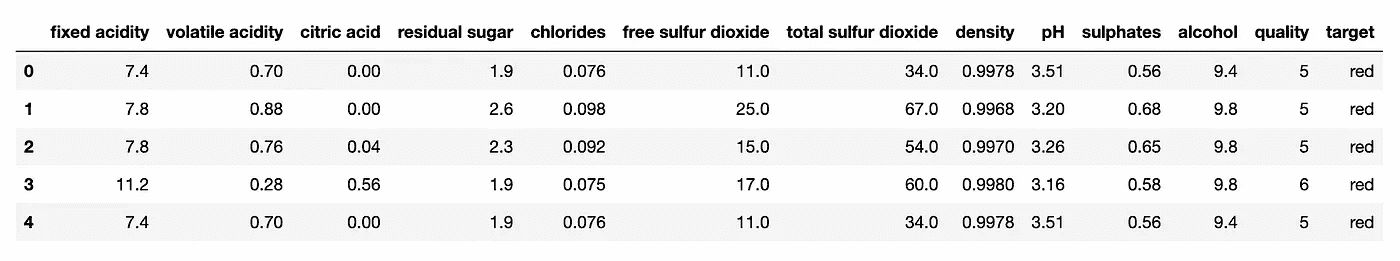 fixed acidity volatile acidity citric acid residual sugar chlorides free sulfur dioxide total sulfur dioxide density pH sulphates alcohol quality target
0 7.4 0.70 0.00 1.9 0.076 11.0 34.0 0.9978 3.51 0.56 9.4 5 red
1 7.8 0.88 0.00 2.6 0.098 25.0 67.0 0.9968 3.20 0.68 9.8 5 red
2 7.8 0.76 0.04 2.3 0.092 15.0 54.0 0.9970 3.26 0.65 9.8 5 red
3 11.2 0.28 0.56 1.9 0.075 17.0 60.0 0.9980 3.16 0.58 9.8 6 red
4 7.4 0.70 0.00 1.9 0.076 11.0 34.0 0.9978 3.51 0.56 9.4 5 red